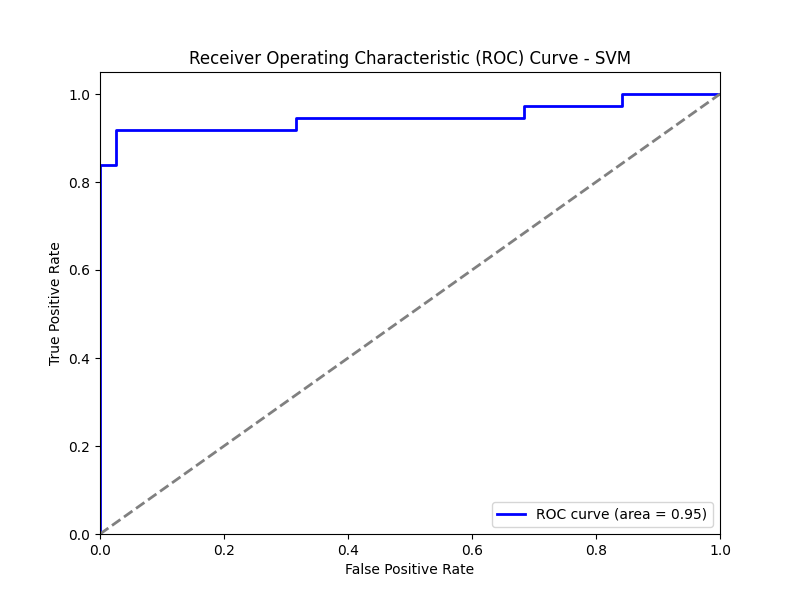 Receiver Operating Characteristic (ROC) Curve - SVM
1.0
0.8
0.6
0.4
0.2
0.0
True Positive Rate
ROC curve (area = 0.95)
0.0 0.2 0.4 0.6 0.8 1.0
False Positive Rate